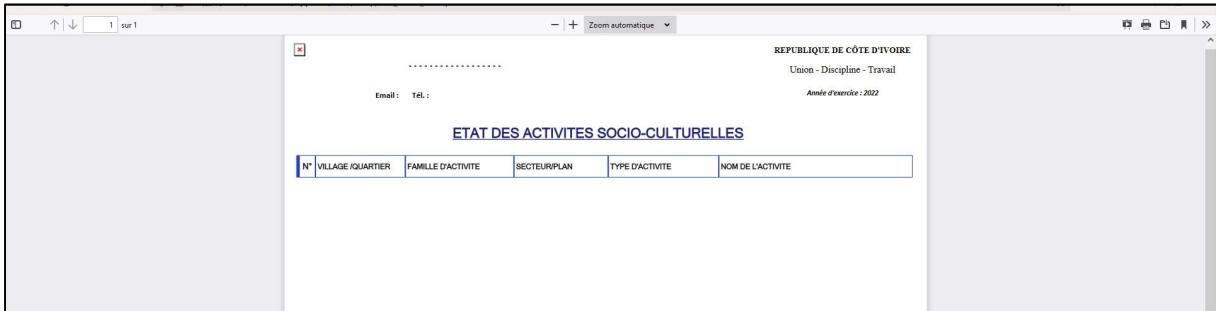 1 sur 1
Zoom automatique
REPUBLIQUE DE CÔTE D'IVOIRE
- - - - - - - - - - - - - - - - -
Union - Discipline - Travail
Email : Tél. :
Année d'exercice : 2022
ETAT DES ACTIVITES SOCIO-CULTURELLES
N° VILLAGE /QUARTIER FAMILLE D'ACTIVITE SECTEUR/PLAN TYPE D'ACTIVITE NOM DE L'ACTIVITE